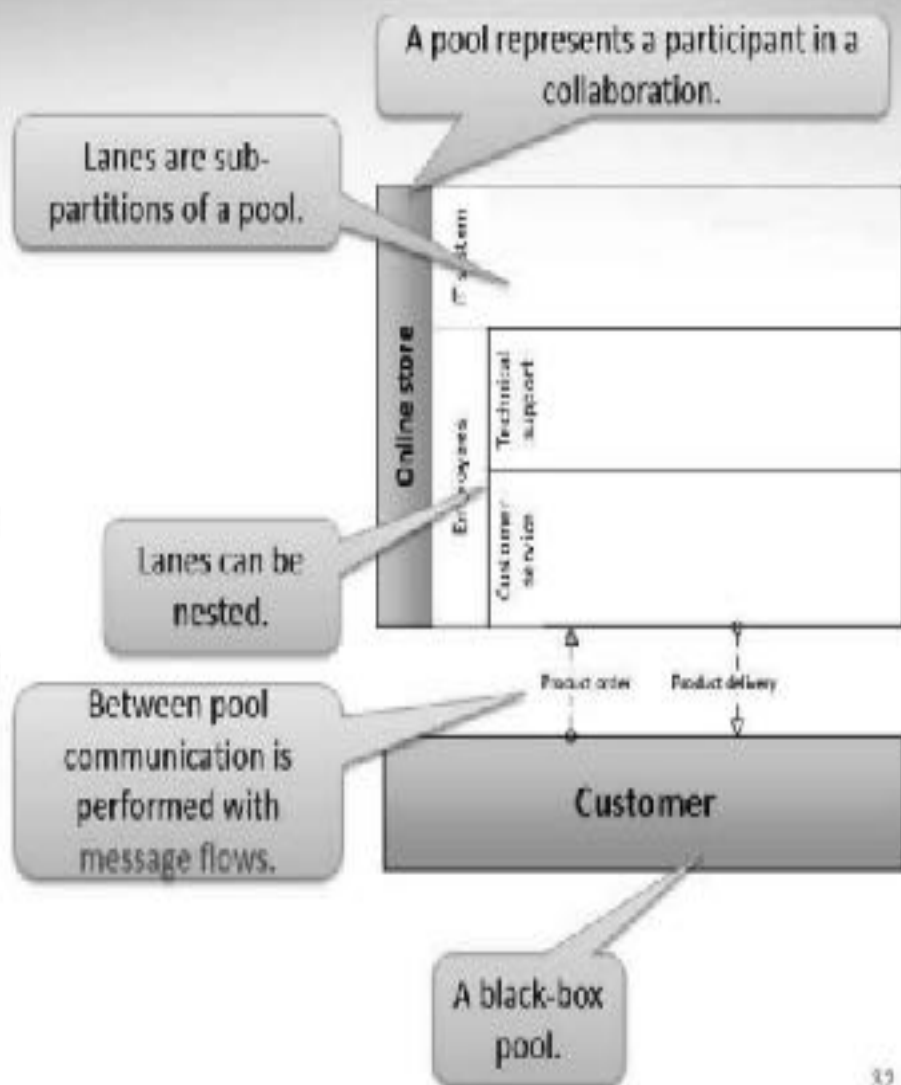 A pool represents a participant in a
collaboration.
Lanes are sub-
partitions of a pool.
IT system
Online store
Technical
support
Employees
Customer
service
Lanes can be
nested.
Product order
Product delivery
Between pool
communication is
performed with
message flows.
Customer
A black-box
pool.